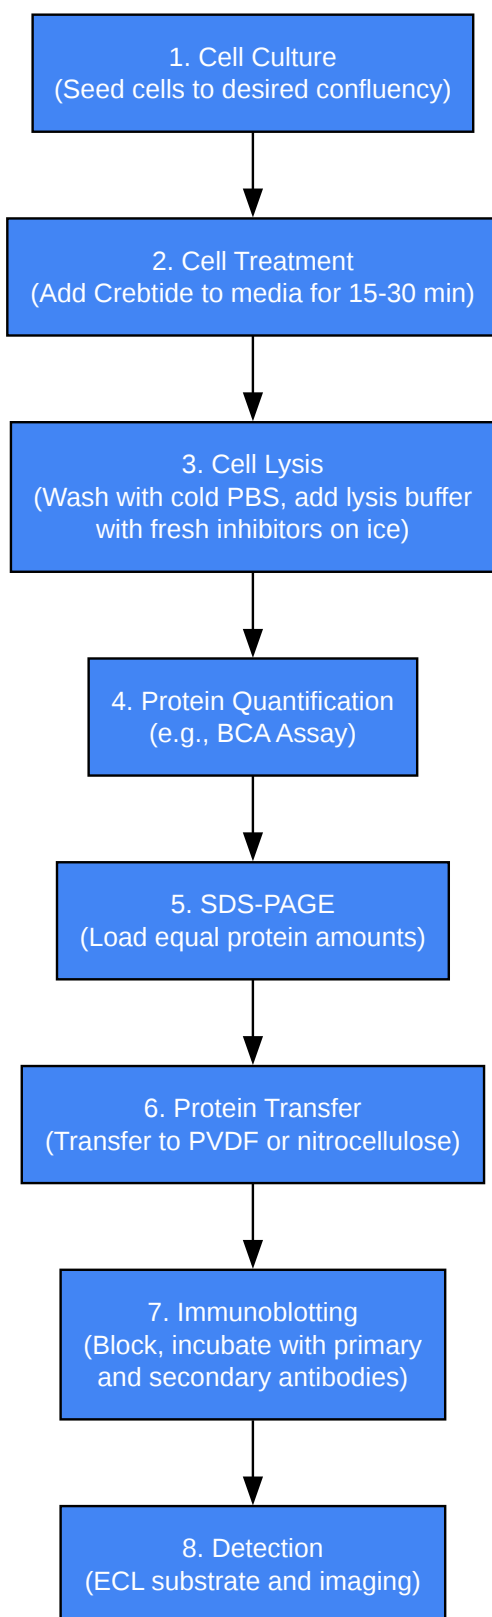 1. Cell Culture
(Seed cells to desired confluency)
2. Cell Treatment
(Add Crebtide to media for 15-30 min)
3. Cell Lysis
(Wash with cold PBS, add lysis buffer
with fresh inhibitors on ice)
4. Protein Quantification
(e.g., BCA Assay)
5. SDS-PAGE
(Load equal protein amounts)
6. Protein Transfer
(Transfer to PVDF or nitrocellulose)
7. Immunoblotting
(Block, incubate with primary
and secondary antibodies)
8. Detection
(ECL substrate and imaging)